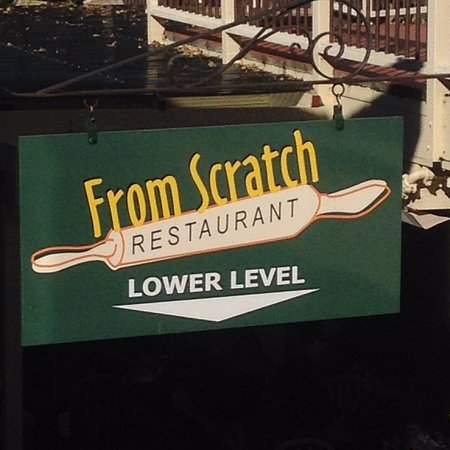 From Scratch
RESTAURANT
LOWER LEVEL